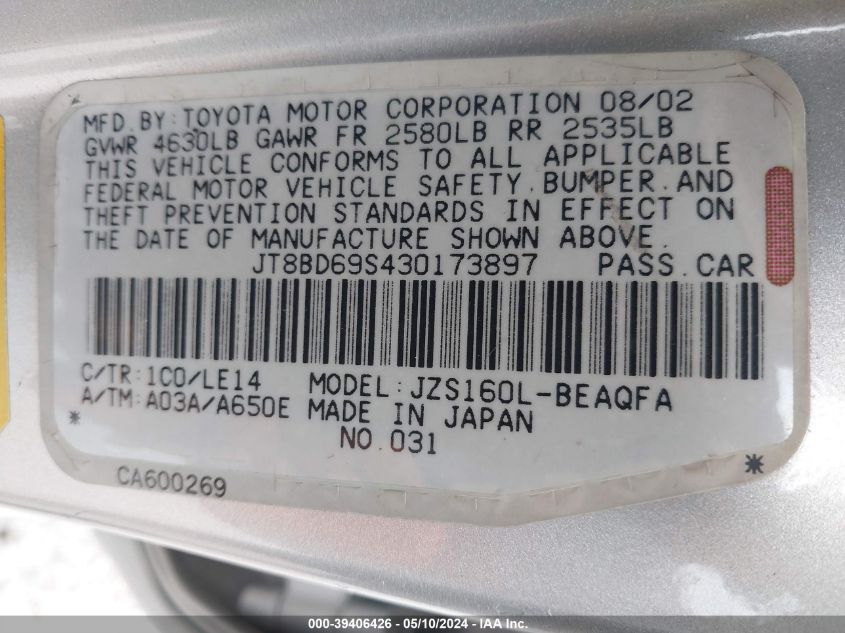 MFD.BY:TOYOTA MOTOR CORPORATION 08/02
GVWR 4630LB GAWR FR 2580LB RR 2535LB
THIS VEHICLE CONFORMS TO ALL APPLICABLE
FEDERAL MOTOR VEHICLE SAFETY.BUMPER.AND
THEFT PREVENTION STANDARDS IN EFFECT ON
THE DATE OF MANUFACTURE SHOWN ABOVE.
JT8BD69S430173897 PASS.CAR
C/TR:1C0/LE14 MODEL:JZS160L-BEAQFA
A/TM:A03A/A650E MADE IN JAPAN
NO.031
CA600269
000-39406426 - 05/10/2024 - IAA Inc.